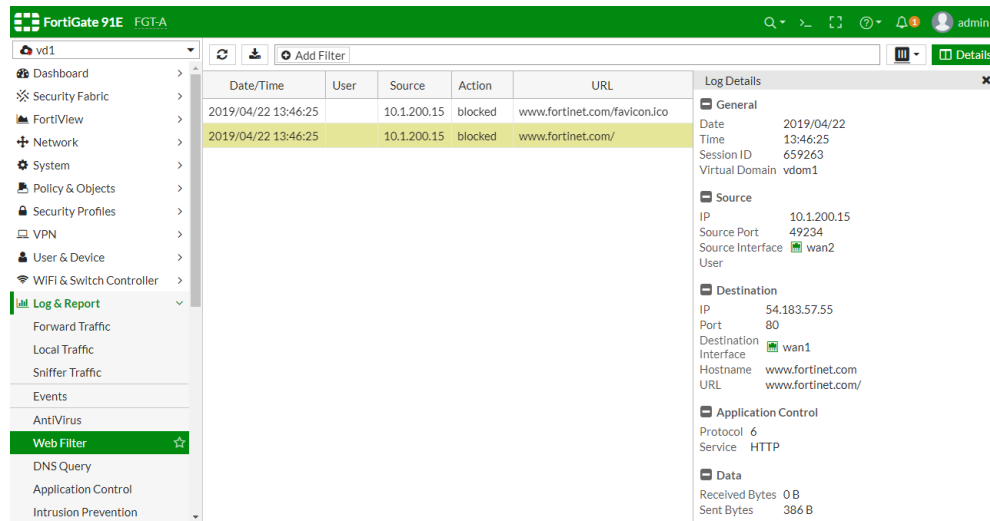 FortiGate 91E FGT-A
>_ 1 admin
vd1
Dashboard
Security Fabric
FortiView
Network
System
Policy & Objects
Security Profiles
VPN
User & Device
WiFi & Switch Controller
Log & Report
Forward Traffic
Local Traffic
Sniffer Traffic
Events
AntiVirus
Web Filter
DNS Query
Application Control
Intrusion Prevention
Add Filter
Details
Date/Time User Source Action URL
2019/04/22 13:46:25 10.1.200.15 blocked www.fortinet.com/favicon.ico
2019/04/22 13:46:25 10.1.200.15 blocked www.fortinet.com/
Log Details
General
Date 2019/04/22
Time 13:46:25
Session ID 659263
Virtual Domain vdom1
Source
IP 10.1.200.15
Source Port 49234
Source Interface wan2
User
Destination
IP 54.183.57.55
Port 80
Destination
Interface wan1
Hostname www.fortinet.com
URL www.fortinet.com/
Application Control
Protocol 6
Service HTTP
Data
Received Bytes 0 B
Sent Bytes 386 B